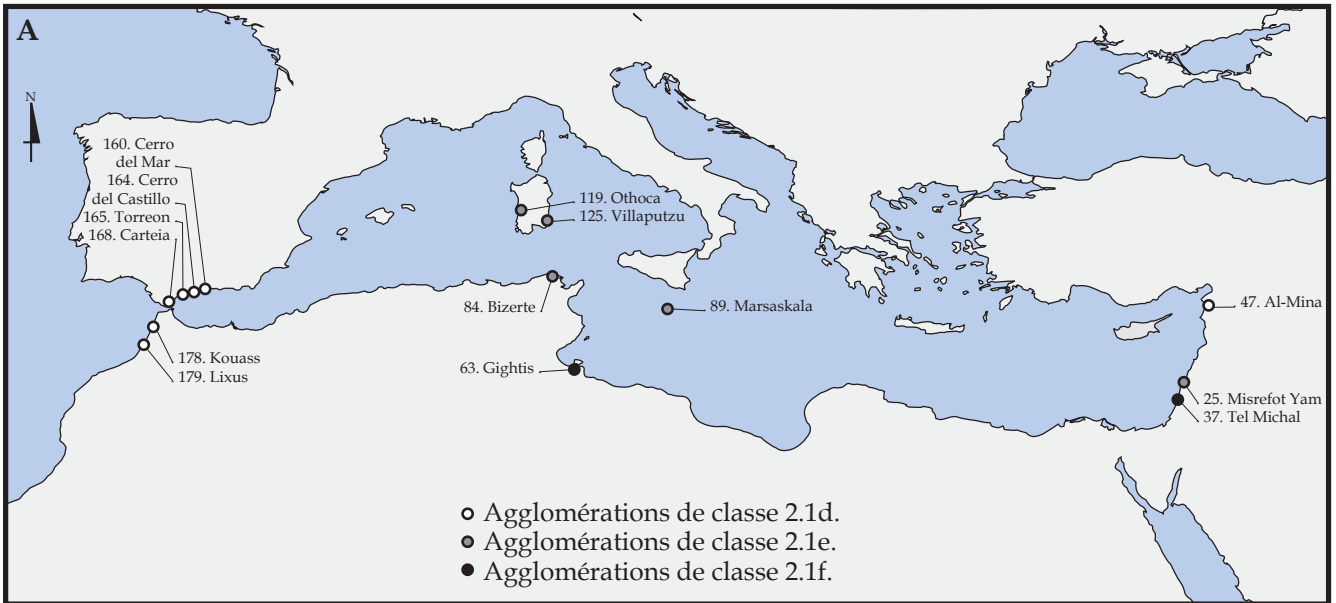 A
N
160. Cerro
del Mar
164. Cerro
del Castillo
165. Torreon
168. Carteia
119. Othoca
125. Villaputzu
84. Bizerte
89. Marsaskala
47. Al-Mina
178. Kouass
179. Lixus
63. Gightis
25. Misrefot Yam
37. Tel Michal
Agglomérations de classe 2.1d.
Agglomérations de classe 2.1e.
Agglomérations de classe 2.1f.